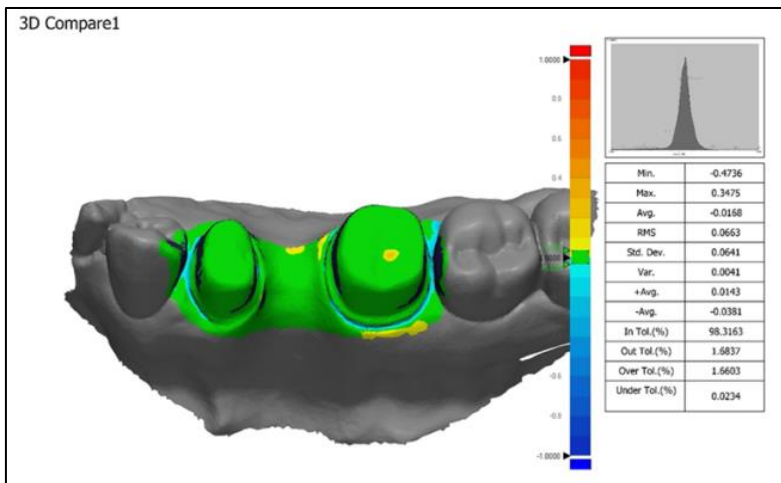 3D Compare1
1.0000
0.8
0.6
0.4
-0.6
-0.8
-1.0000
Min. -0.4736
Max. 0.3475
Avg. -0.0168
RMS 0.0663
Std. Dev. 0.0641
Var. 0.0041
+Avg. 0.0143
-Avg. -0.0381
In Tol.(%) 98.3163
Out Tol.(%) 1.6837
Over Tol.(%) 1.6603
Under Tol.(%) 0.0234